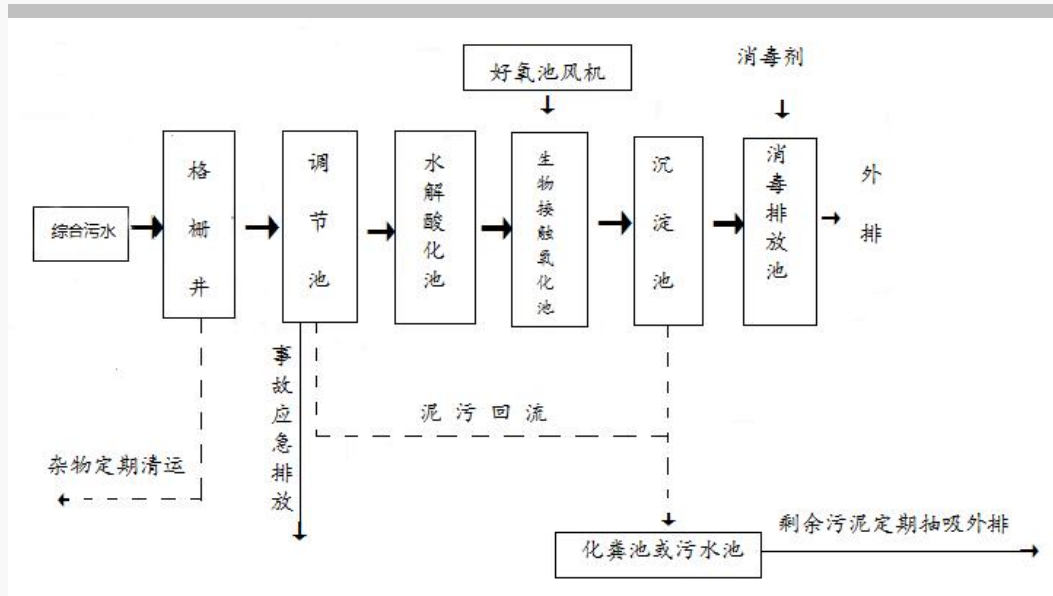 好氧池风机
消毒剂
综合污水
格栅井
调节池
水解酸化池
生物接触氧化池
沉淀池
消毒排放池
外排
事故应急排放
泥污回流
杂物定期清运
化粪池或污水池
剩余污泥定期抽吸外排